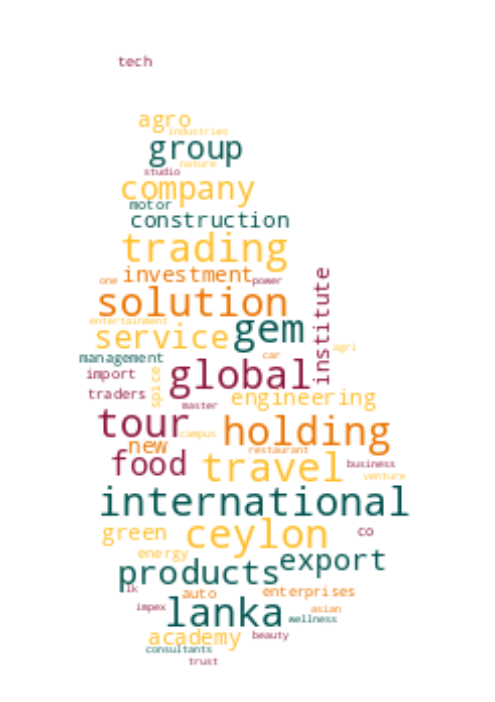 tech
agro
industries
group
nature
studio
company
motor
construction
trading
investment
one
power
institute
solution
entertainment
gem
service
agri
management
car
import
global
spice
traders
engineering
master
tour
holding
campus
new
restaurant
food
travel
business
venture
international
green
ceylon
co
energy
export
products
lk
auto
enterprises
impex
lanka
asian
wellness
academy
beauty
consultants
trust